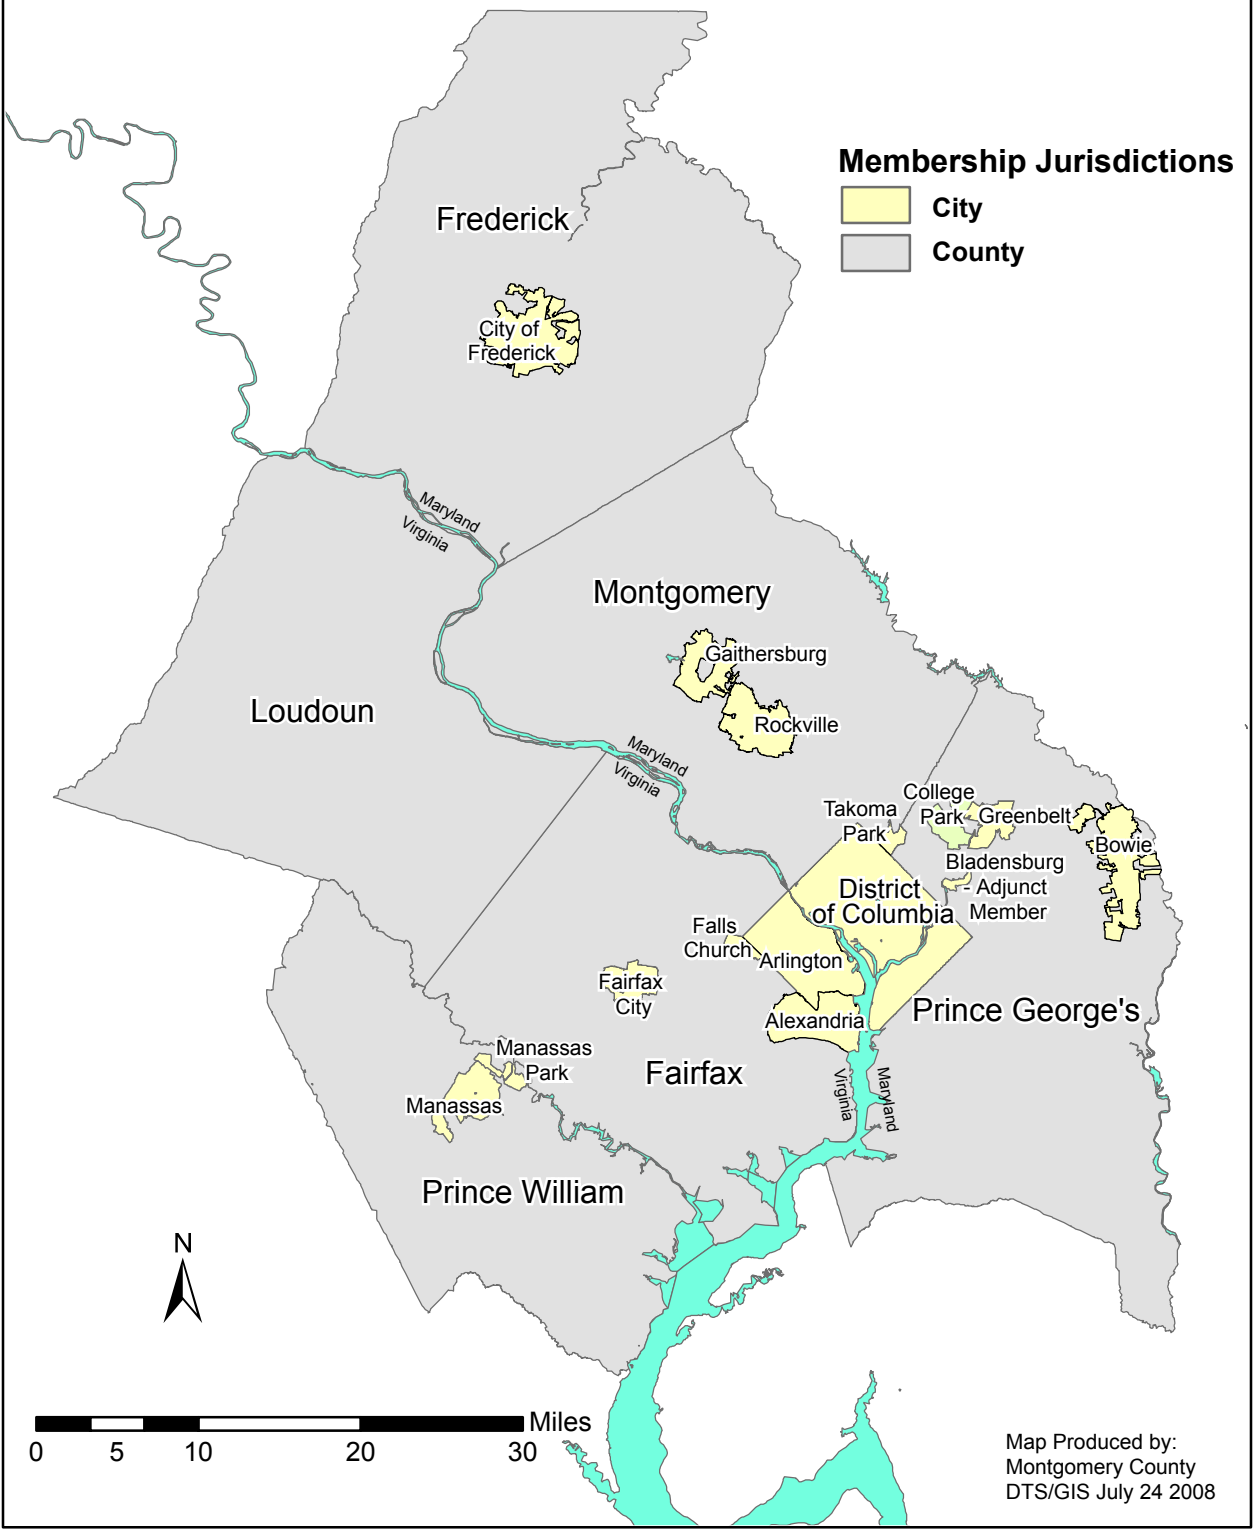 Membership Jurisdictions
City
County
Frederick
City of
Frederick
Maryland
Virginia
Montgomery
Gaithersburg
Rockville
Loudoun
Maryland
Virginia
College
Park
Greenbelt
Takoma
Park
Bowie
Bladensburg
- Adjunct
Member
District
of Columbia
Falls
Church
Arlington
Fairfax
City
Alexandria
Prince George's
Manassas
Park
Fairfax
Manassas
Virginia
Maryland
Prince William
N
Miles
0 5 10 20 30
Map Produced by:
Montgomery County
DTS/GIS July 24 2008